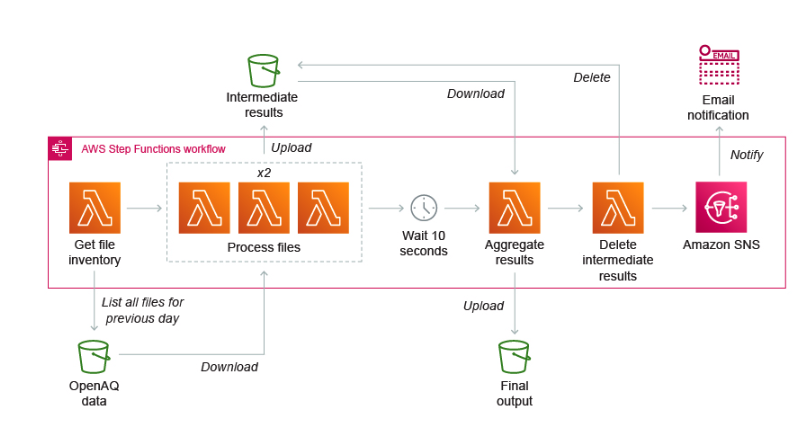 EMAIL
Intermediate
results
Download
Delete
Email
notification
AWS Step Functions workflow
Upload
Notify
x2
Get file
inventory
Process files
Wait 10
seconds
Aggregate
results
Delete
intermediate
results
Amazon SNS
List all files for
previous day
Upload
Download
OpenAQ
data
Final
output